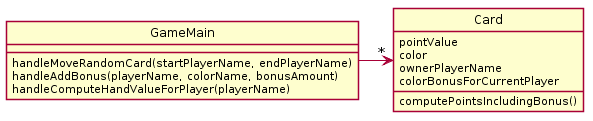 GameMain
handleMoveRandomCard(startPlayerName, endPlayerName)
handleAddBonus(playerName, colorName, bonusAmount)
handleComputeHandValueForPlayer(playerName)
*
Card
pointValue
color
ownerPlayerName
colorBonusForCurrentPlayer
computePointsIncludingBonus()